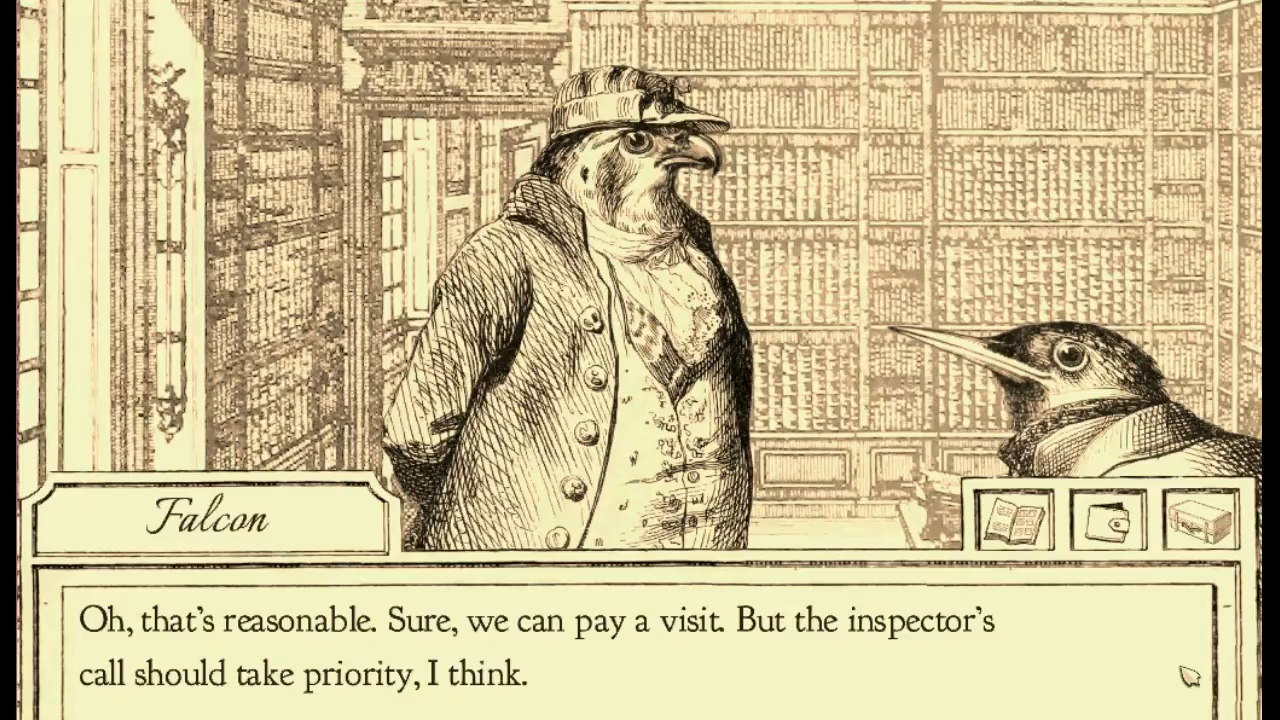 Falcon
Oh, that's reasonable. Sure, we can pay a visit. But the inspector's
call should take priority, I think.